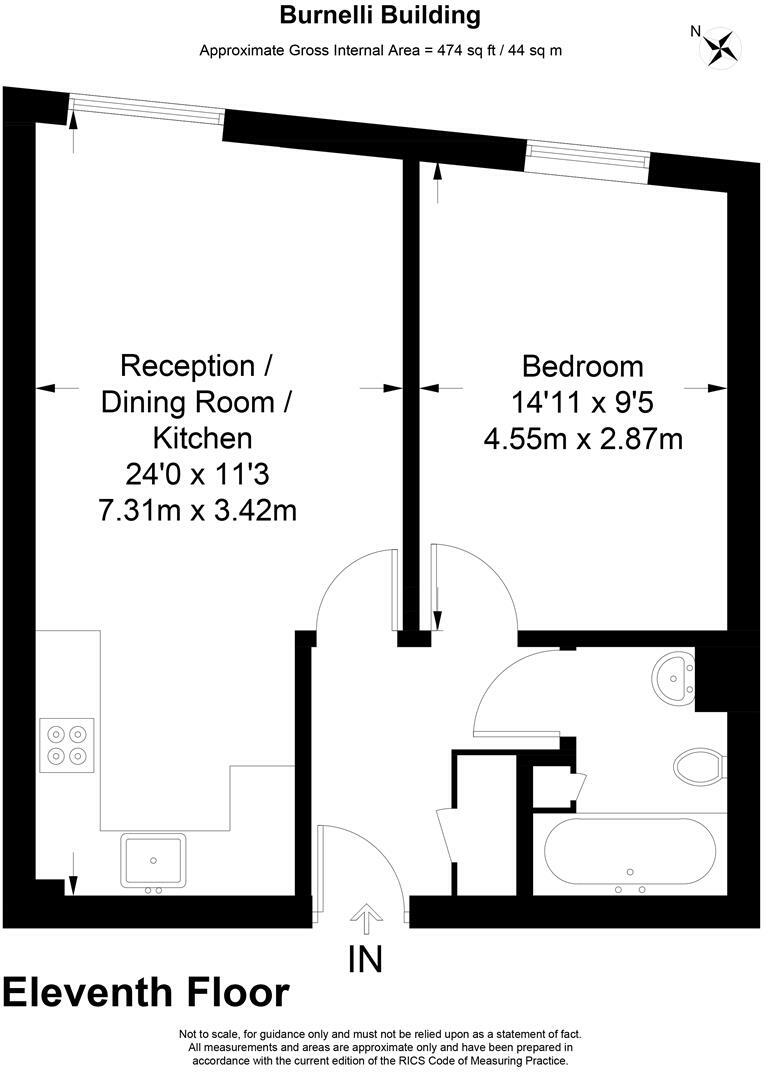 Burnelli Building
Approximate Gross Internal Area = 474 sq ft / 44 sq m
N
Reception /
Dining Room /
Kitchen
24'0 x 11'3
7.31m x 3.42m
Bedroom
14'11 x 9'5
4.55m x 2.87m
IN
Eleventh Floor
Not to scale, for guidance only and must not be relied upon as a statement of fact.
All measurements and areas are approximate only and have been prepared in
accordance with the current edition of the RICS Code of Measuring Practice.